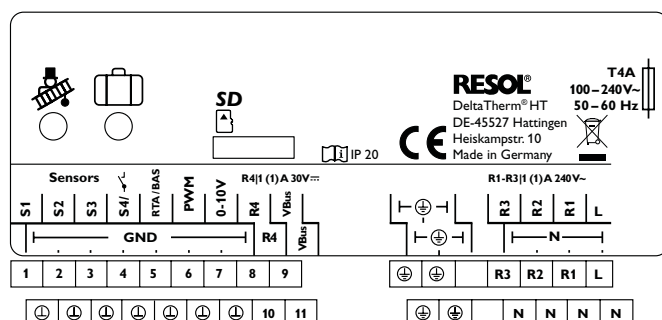 SD
IP 20
RESOL®
DeltaTherm® HT
DE-45527 Hattingen
Heiskampstr. 10
Made in Germany
T4A
100–240V~
50–60 Hz
CE
Sensors
R4|1 (1) A 30V⎓
R1-R3|1 (1) A 240V~
S1 S2 S3 S4/ RTA/BAS PWM 0-10V R4 VBus
R3 R2 R1 L
GND R4 VBus
N
1 2 3 4 5 6 7 8 9
R3 R2 R1 L
10 11
N N N N